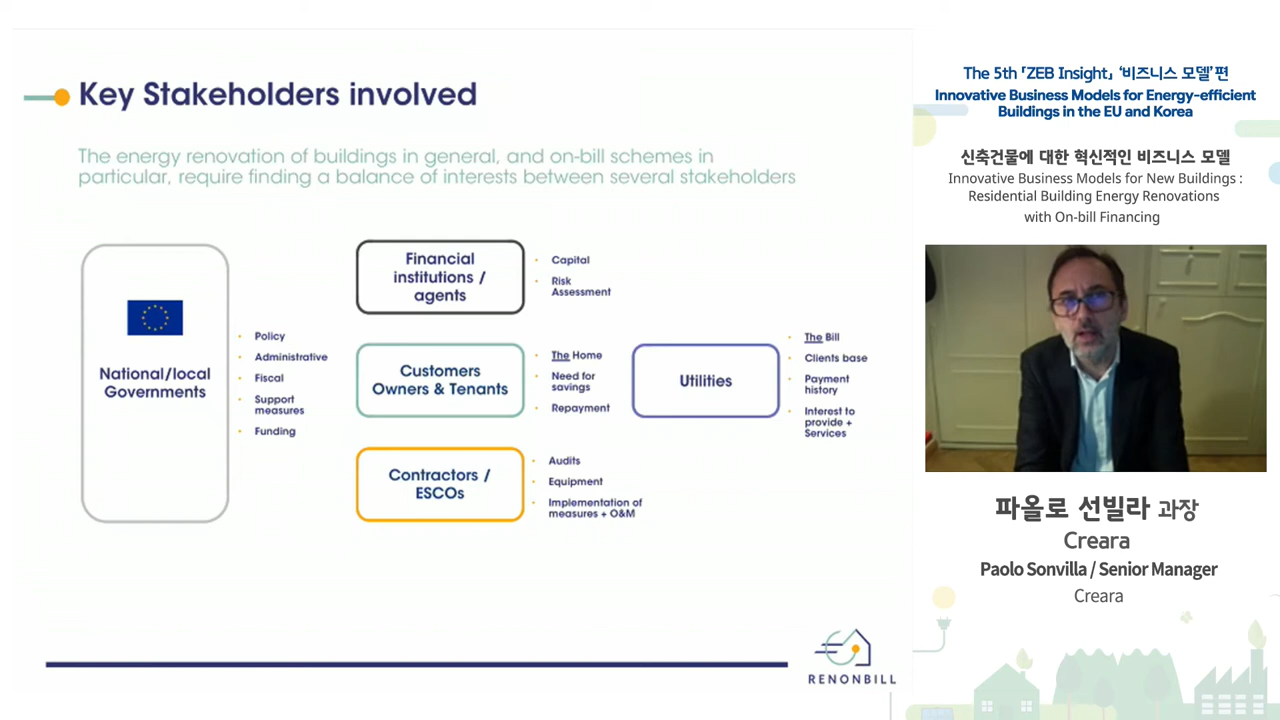 Key Stakeholders involved
The energy renovation of buildings in general, and on-bill schemes in
particular, require finding a balance of interests between several stakeholders
National/local
Governments
Policy
Administrative
Fiscal
Support
measures
Funding
Financial
institutions /
agents
Capital
Risk
Assessment
Customers
Owners & Tenants
The Home
Need for
savings
Repayment
Contractors /
ESCOs
Audits
Equipment
Implementation of
measures + O&M
Utilities
The Bill
Clients base
Payment
history
Interest to
provide +
Services
RENONBILL
The 5th「ZEB Insight」 ‘비즈니스 모델’편
Innovative Business Models for Energy-efficient
Buildings in the EU and Korea
신축건물에 대한 혁신적인 비즈니스 모델
Innovative Business Models for New Buildings :
Residential Building Energy Renovations
with On-bill Financing
파올로 선빌라 과장
Creara
Paolo Sonvilla / Senior Manager
Creara